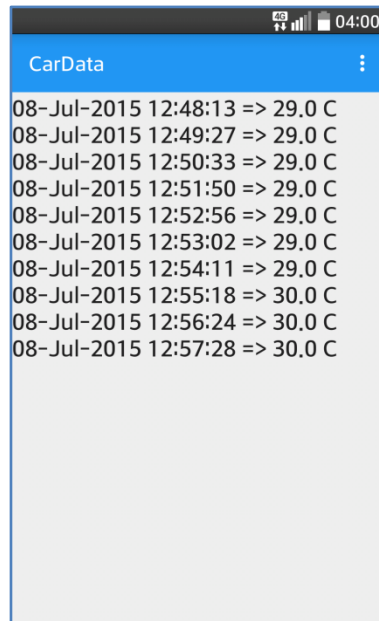 4G 04:00
CarData
08-Jul-2015 12:48:13 => 29.0 C
08-Jul-2015 12:49:27 => 29.0 C
08-Jul-2015 12:50:33 => 29.0 C
08-Jul-2015 12:51:50 => 29.0 C
08-Jul-2015 12:52:56 => 29.0 C
08-Jul-2015 12:53:02 => 29.0 C
08-Jul-2015 12:54:11 => 29.0 C
08-Jul-2015 12:55:18 => 30.0 C
08-Jul-2015 12:56:24 => 30.0 C
08-Jul-2015 12:57:28 => 30.0 C